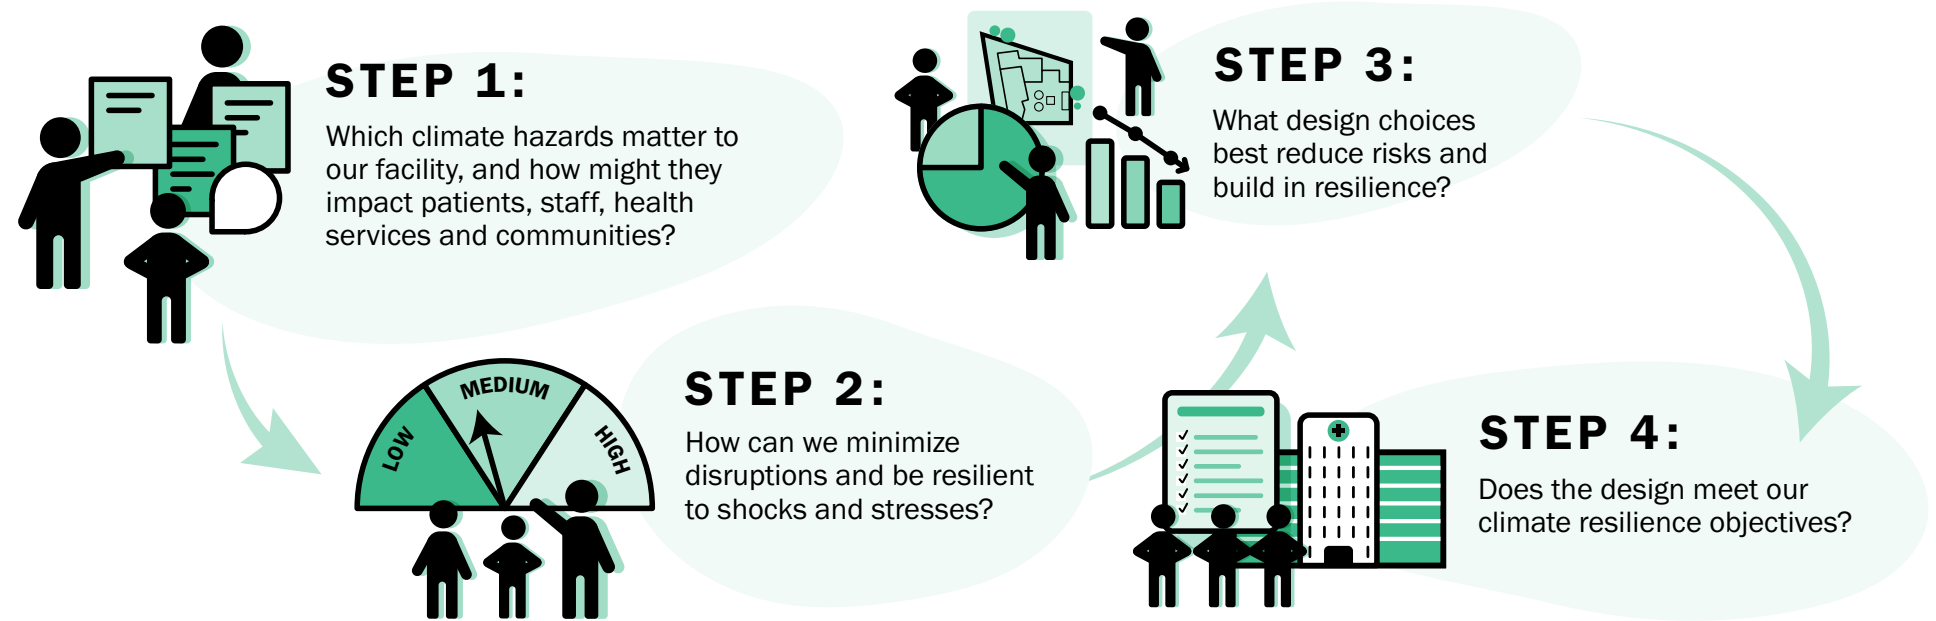 STEP 1:
Which climate hazards matter to
our facility, and how might they
impact patients, staff, health
services and communities?
LOW
MEDIUM
HIGH
STEP 2:
How can we minimize
disruptions and be resilient
to shocks and stresses?
STEP 3:
What design choices
best reduce risks and
build in resilience?
STEP 4:
Does the design meet our
climate resilience objectives?